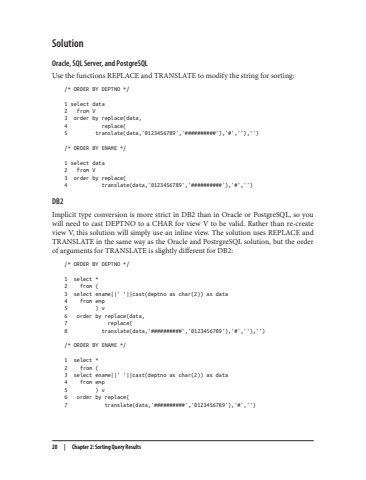 Solution
Oracle, SQL Server, and PostgreSQL
Use the functions REPLACE and TRANSLATE to modify the string for sorting:
/* ORDER BY DEPTNO */
1 select data
2   from V
3  order by replace(data,
4           replace(
5         translate(data,'0123456789','##########'),'#',''),'')
/* ORDER BY ENAME */
1 select data
2   from V
3  order by replace(
4           translate(data,'0123456789','##########'),'#','')
DB2
Implicit type conversion is more strict in DB2 than in Oracle or PostgreSQL, so you
will need to cast DEPTNO to a CHAR for view V to be valid. Rather than re-create
view V, this solution will simply use an inline view. The solution uses REPLACE and
TRANSLATE in the same way as the Oracle and PostrgreSQL solution, but the order
of arguments for TRANSLATE is slightly different for DB2:
/* ORDER BY DEPTNO */
1  select *
2    from (
3  select ename||' '||cast(deptno as char(2)) as data
4    from emp
5         ) v
6   order by replace(data,
7             replace(
8           translate(data,'##########','0123456789'),'#',''),'')
/* ORDER BY ENAME */
1  select *
2    from (
3  select ename||' '||cast(deptno as char(2)) as data
4    from emp
5         ) v
6   order by replace(
7            translate(data,'##########','0123456789'),'#','')
20 | Chapter 2: Sorting Query Results